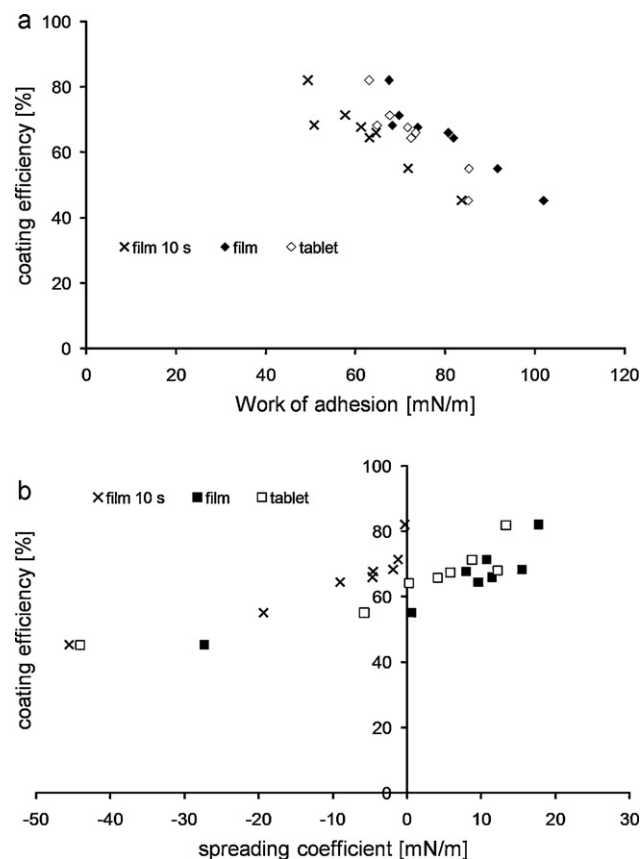 a
100
80
60
40
20
0
coating efficiency [%]
film 10 s film tablet
0 20 40 60 80 100 120
Work of adhesion [mN/m]
b
film 10 s film tablet
100
80
60
40
20
0
coating efficiency [%]
-50 -40 -30 -20 -10 0 10 20 30
spreading coefficient [mN/m]